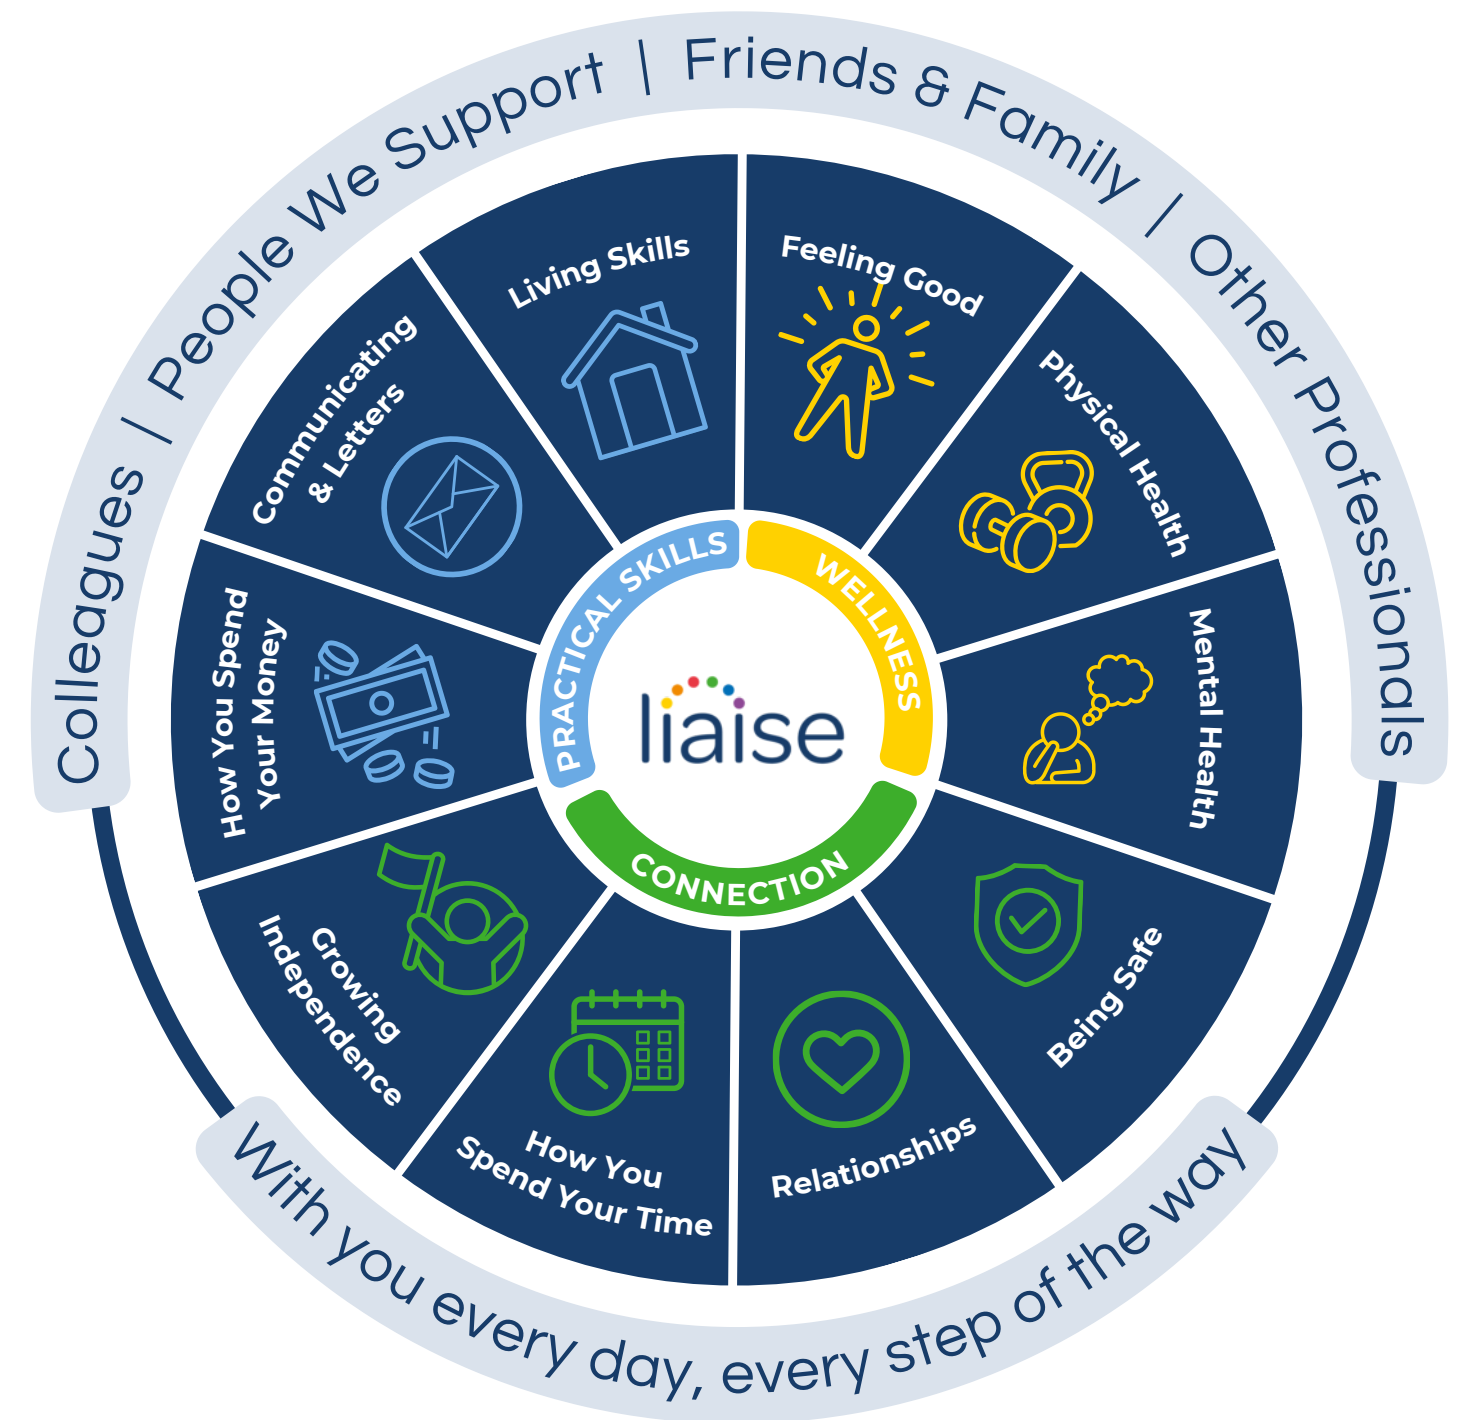 Colleagues | People We Support | Friends & Family | Other Professionals
Living Skills
Feeling Good
Physical Health
Mental Health
Being Safe
Relationships
How You
Spend Your Time
Growing
Independence
How You Spend
Your Money
Communicating
& Letters
PRACTICAL SKILLS
WELLNESS
CONNECTION
liaise
With you every day, every step of the way